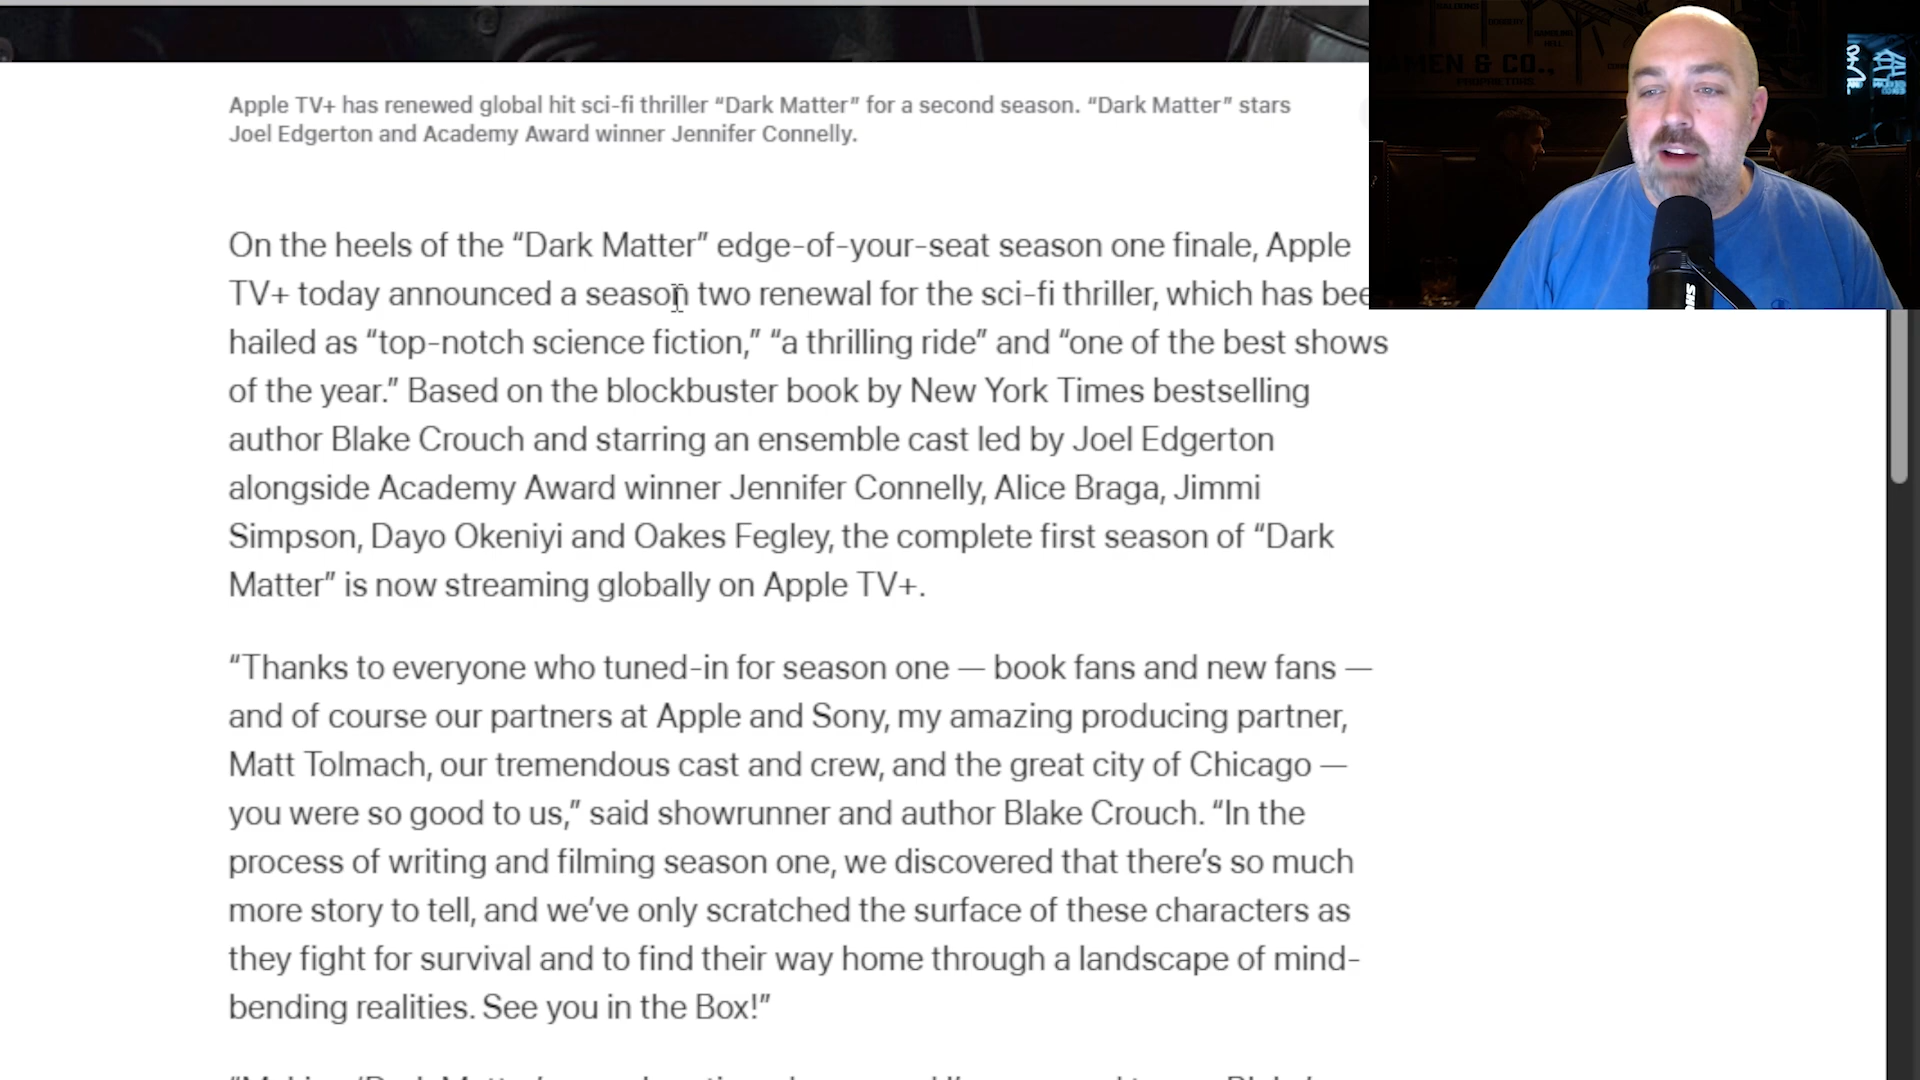 Apple TV+ has renewed global hit sci-fi thriller “Dark Matter” for a second season. “Dark Matter” stars
Joel Edgerton and Academy Award winner Jennifer Connelly.
On the heels of the “Dark Matter” edge-of-your-seat season one finale, Apple
TV+ today announced a season two renewal for the sci-fi thriller, which has bee
hailed as “top-notch science fiction,” “a thrilling ride” and “one of the best shows
of the year.” Based on the blockbuster book by New York Times bestselling
author Blake Crouch and starring an ensemble cast led by Joel Edgerton
alongside Academy Award winner Jennifer Connelly, Alice Braga, Jimmi
Simpson, Dayo Okeniyi and Oakes Fegley, the complete first season of “Dark
Matter” is now streaming globally on Apple TV+.
“Thanks to everyone who tuned-in for season one — book fans and new fans —
and of course our partners at Apple and Sony, my amazing producing partner,
Matt Tolmach, our tremendous cast and crew, and the great city of Chicago —
you were so good to us,” said showrunner and author Blake Crouch. “In the
process of writing and filming season one, we discovered that there’s so much
more story to tell, and we’ve only scratched the surface of these characters as
they fight for survival and to find their way home through a landscape of mind-
bending realities. See you in the Box!”
& CO.,
PROPRIETORS.